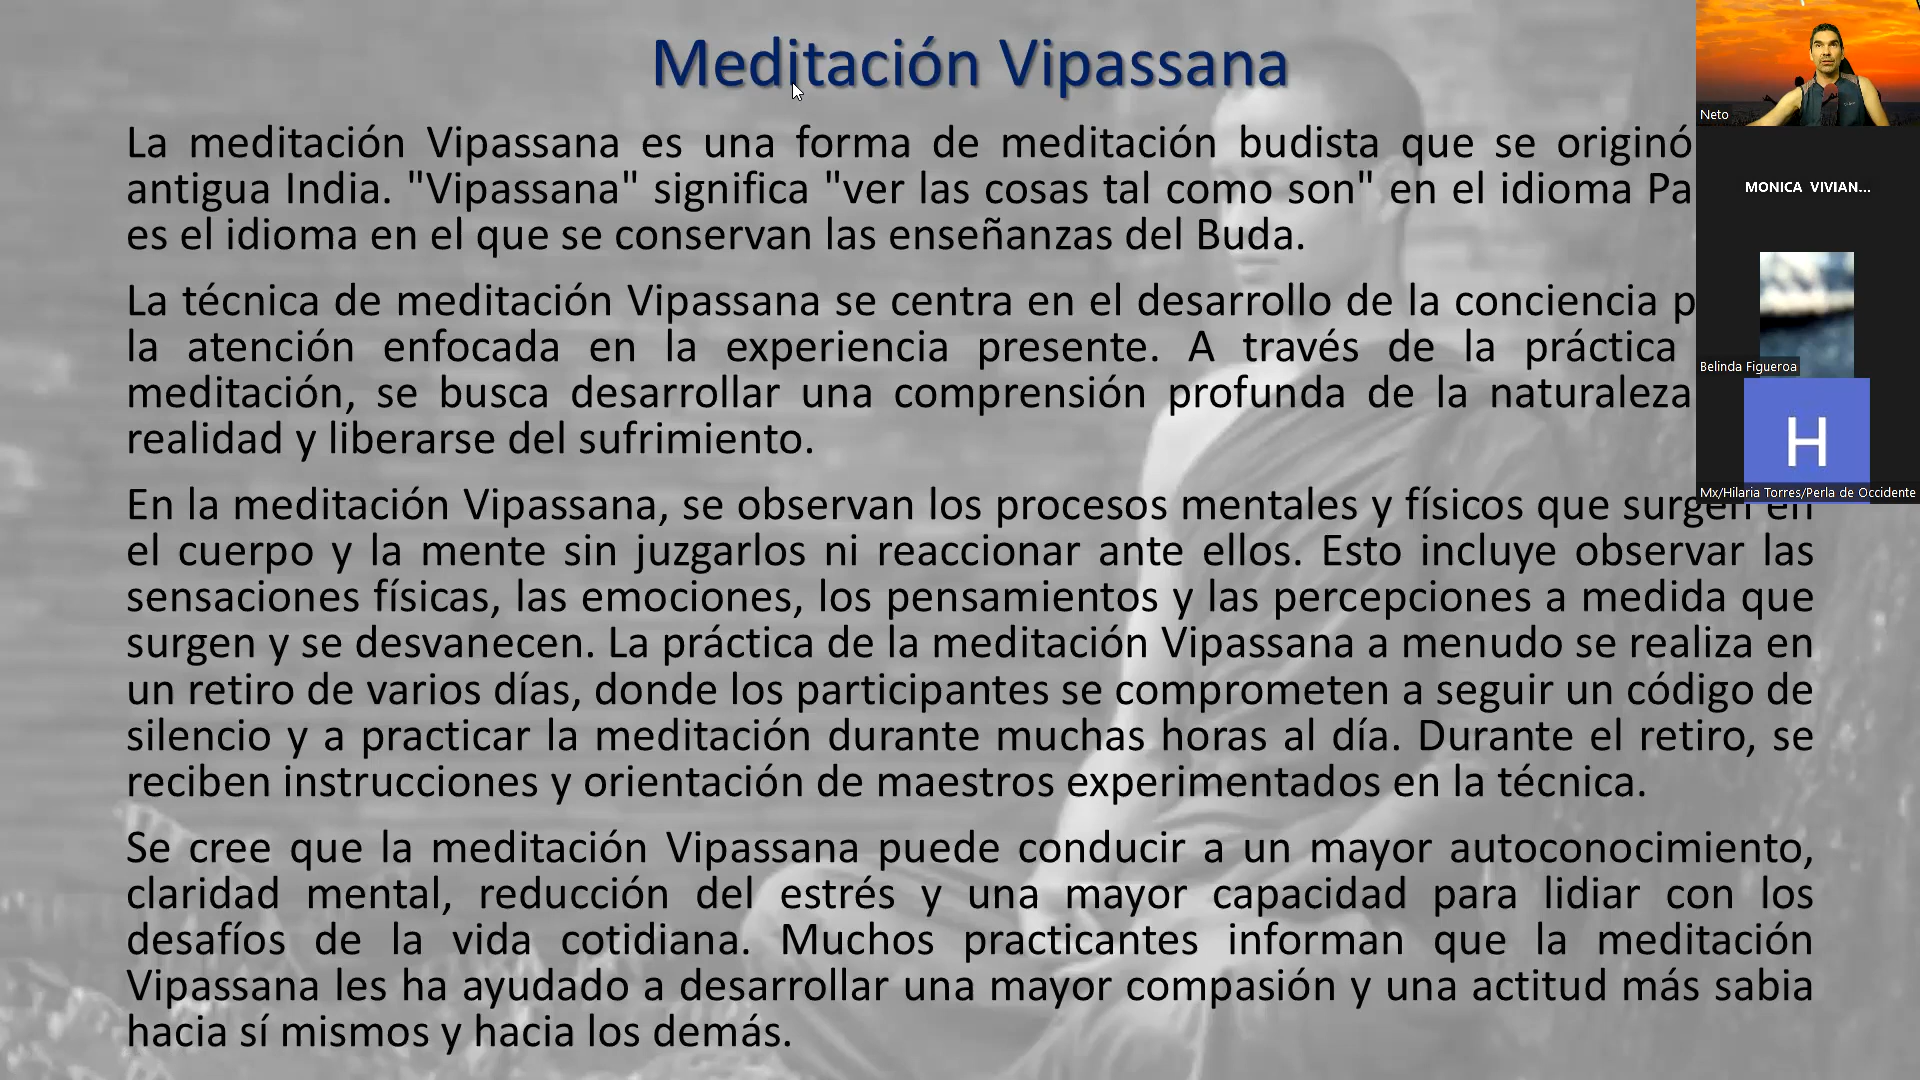 Meditación Vipassana
La meditación Vipassana es una forma de meditación budista que se originó
antigua India. "Vipassana" significa "ver las cosas tal como son" en el idioma Pa
es el idioma en el que se conservan las enseñanzas del Buda.
La técnica de meditación Vipassana se centra en el desarrollo de la conciencia p
la atención enfocada en la experiencia presente. A través de la práctica
meditación, se busca desarrollar una comprensión profunda de la naturaleza
realidad y liberarse del sufrimiento.
En la meditación Vipassana, se observan los procesos mentales y físicos que surgen en
el cuerpo y la mente sin juzgarlos ni reaccionar ante ellos. Esto incluye observar las
sensaciones físicas, las emociones, los pensamientos y las percepciones a medida que
surgen y se desvanecen. La práctica de la meditación Vipassana a menudo se realiza en
un retiro de varios días, donde los participantes se comprometen a seguir un código de
silencio y a practicar la meditación durante muchas horas al día. Durante el retiro, se
reciben instrucciones y orientación de maestros experimentados en la técnica.
Se cree que la meditación Vipassana puede conducir a un mayor autoconocimiento,
claridad mental, reducción del estrés y una mayor capacidad para lidiar con los
desafíos de la vida cotidiana. Muchos practicantes informan que la meditación
Vipassana les ha ayudado a desarrollar una mayor compasión y una actitud más sabia
hacia sí mismos y hacia los demás.
Neto
MONICA VIVIAN...
Belinda Figueroa
H
Mx/Hilaria Torres/Perla de Occidente